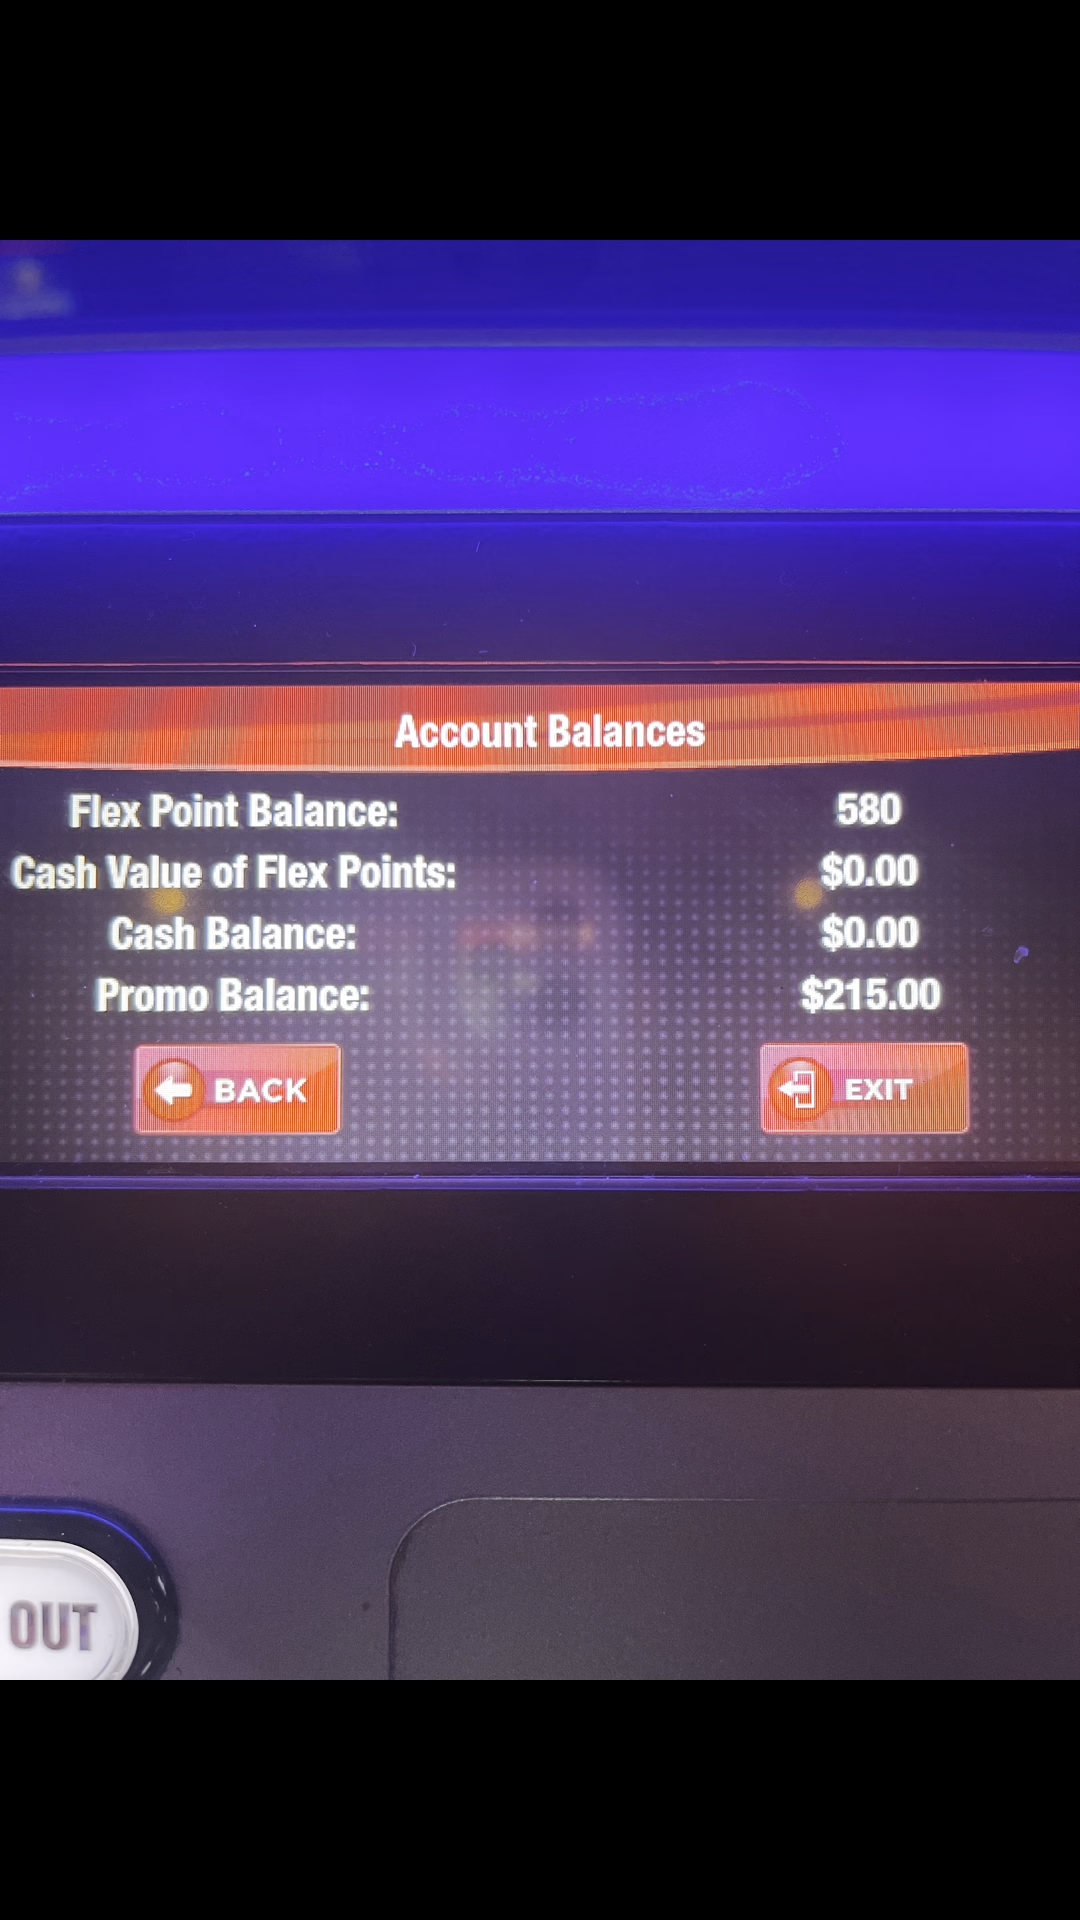 Account Balances
Flex Point Balance: 580
Cash Value of Flex Points: $0.00
Cash Balance: $0.00
Promo Balance: $215.00
BACK EXIT
OUT